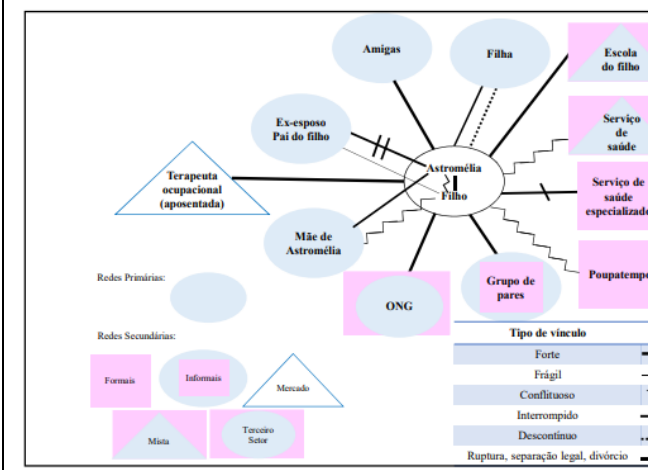 Amigas
Filha
Escola
do filho
Ex-esposo
Pai do filho
Serviço
de
saúde
Terapeuta
ocupacional
(aposentada)
Astromélia
Filho
Serviço de
saúde
especializado
Mãe de
Astromélia
Redes Primárias:
ONG
Grupo de
pares
Poupatempo
Redes Secundárias:
Formais
Informais
Mercado
Mista
Terceiro
Setor
Tipo de vínculo
Forte
Frágil
Conflituoso
Interrompido
Descontínuo
Ruptura, separação legal, divórcio